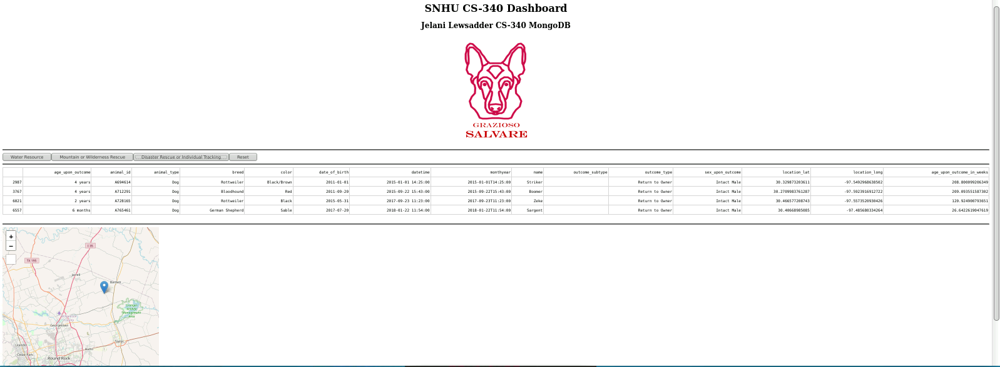 SNHU CS-340 Dashboard
Jelani Lewsadder CS-340 MongoDB
GRAZIOSO
SALVARE
Water Resource Mountain or Wilderness Rescue Disaster Rescue or Individual Tracking Reset
age_upon_outcome animal_id animal_type breed color date_of_birth datetime monthyear name outcome_subtype outcome_type sex_upon_outcome location_lat location_long age_upon_outcome_in_weeks
2987 4 years A694614 Dog Rottweiler Black/Brown 2011-01-01 2015-01-01 14:25:00 2015-01-01T14:25:00 Striker Return to Owner Intact Male 30.329873203611 -97.5492968638502 208.800099206349
3767 4 years A712291 Dog Bloodhound Red 2011-09-20 2015-09-22 15:43:00 2015-09-22T15:43:00 Boomer Return to Owner Intact Male 30.2709983761287 -97.5923916912722 209.093551587302
6021 2 years A728165 Dog Rottweiler Black 2015-05-31 2017-09-23 11:23:00 2017-09-23T11:23:00 Zeke Return to Owner Intact Male 30.466577208743 -97.5573520930426 120.924900793651
6557 6 months A765461 Dog German Shepherd Sable 2017-07-20 2018-01-22 11:54:00 2018-01-22T11:54:00 Sargent Return to Owner Intact Male 30.40668985085 -97.485680334264 26.6422619047619
+
−
I 35
TX 195
Jarrell
Bartlett
Granger
Wildlife
Management
Area
Williamson
County
Georgetown
Leander
Taylor
Hutto
Cedar Park
Round Rock